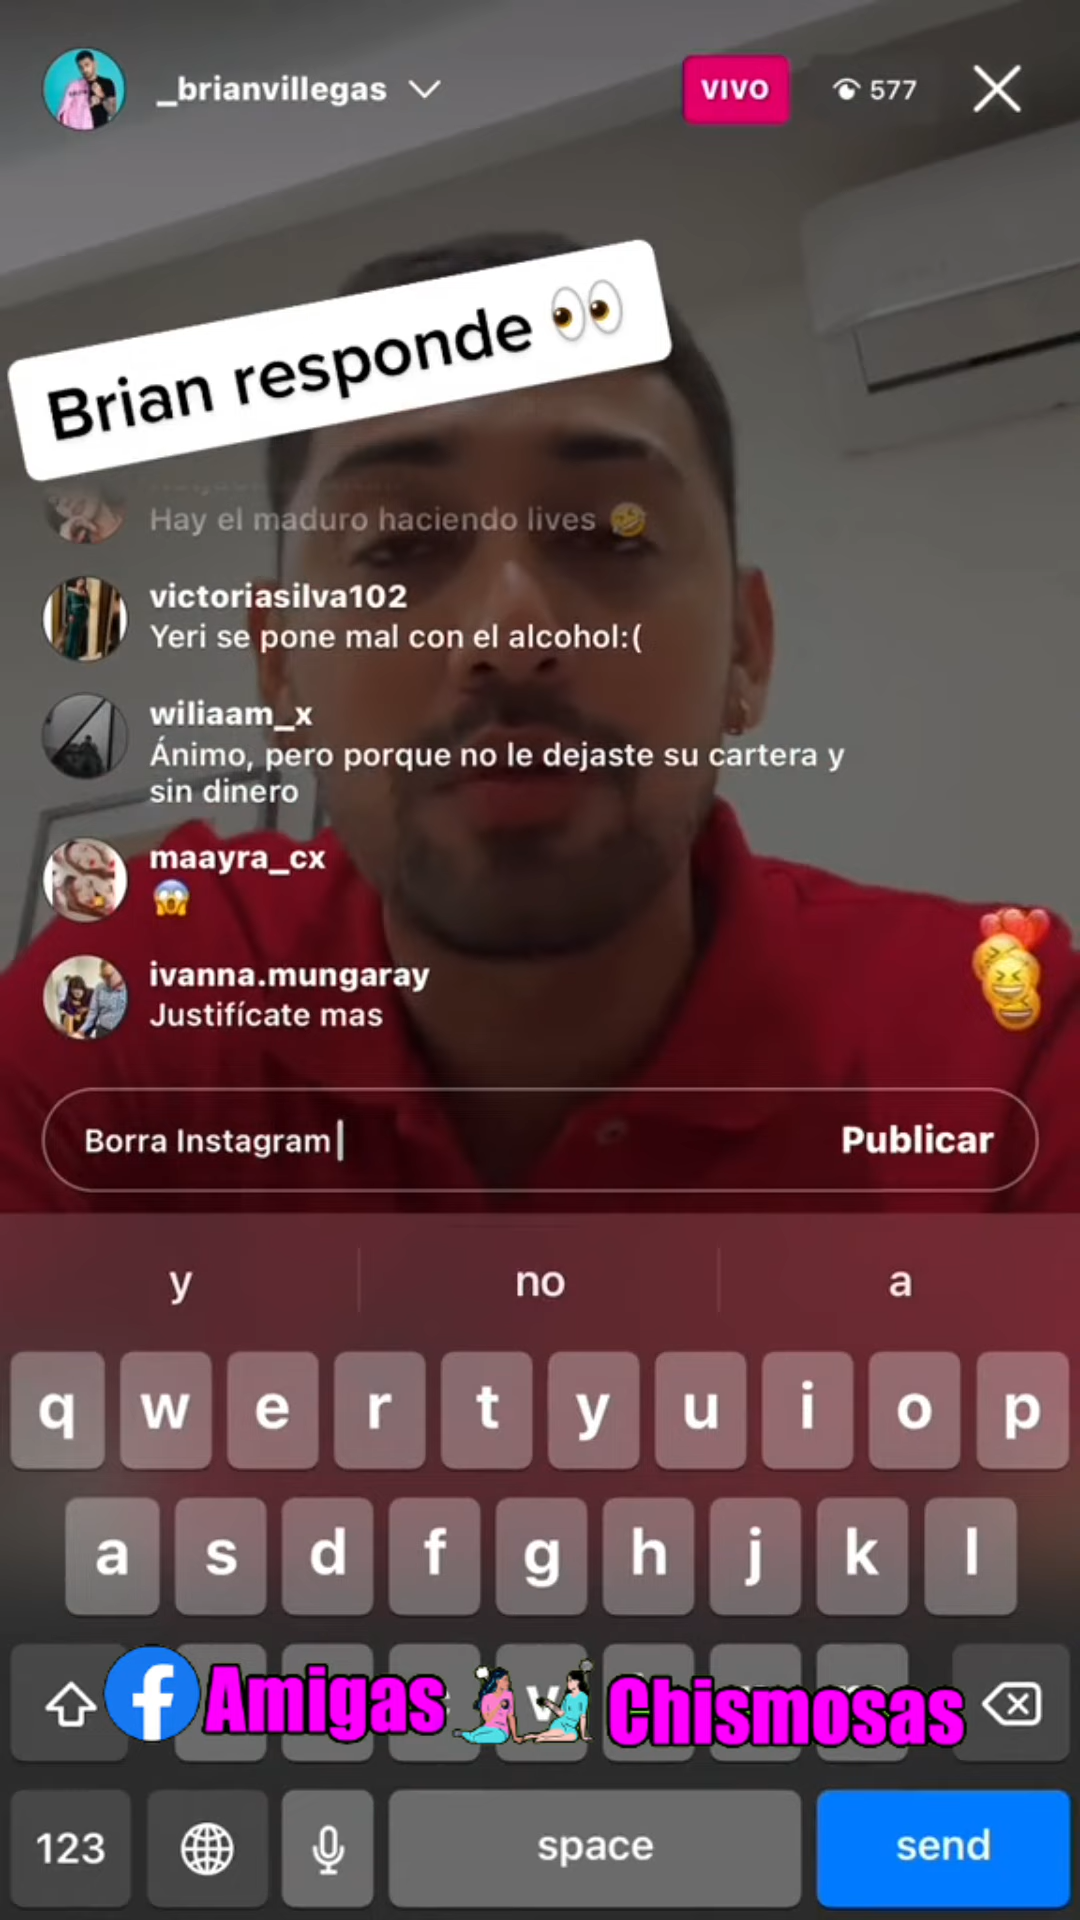 _brianvillegas
VIVO
577
Brian responde 👀
Hay el maduro haciendo lives 🤣
victoriasilva102
Yeri se pone mal con el alcohol:(
wiliaam_x
Ánimo, pero porque no le dejaste su cartera y
sin dinero
maayra_cx
😱
ivanna.mungaray
Justifícate mas
Borra Instagram
Publicar
y no a
q w e r t y u i o p
a s d f g h j k l
Amigas v Chismosas
123 space send